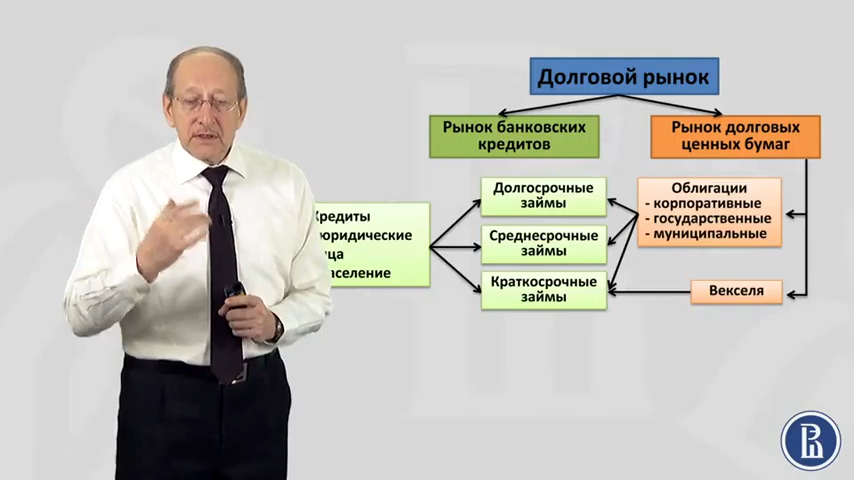 Долговой рынок
Рынок банковских
кредитов
Рынок долговых
ценных бумаг
Кредиты
юридические
население
Долгосрочные
займы
Среднесрочные
займы
Краткосрочные
займы
Облигации
- корпоративные
- государственные
- муниципальные
Векселя